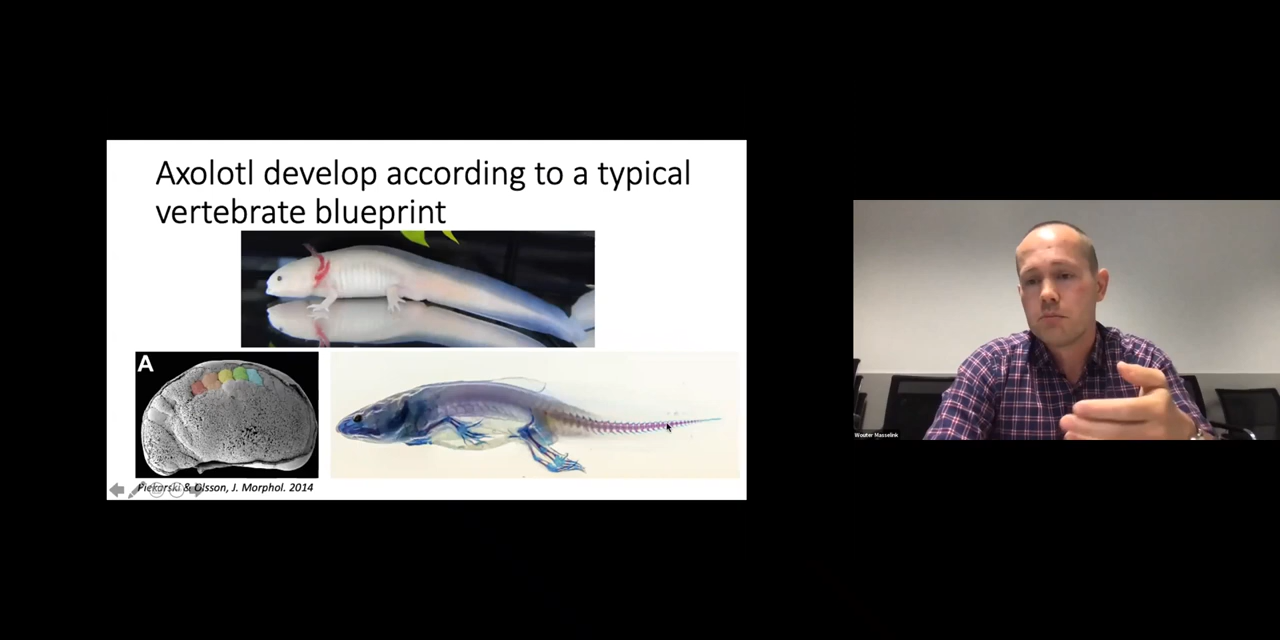 Axolotl develop according to a typical
vertebrate blueprint
A
Piekarski & Olsson, J. Morphol. 2014
Wouter Masselink